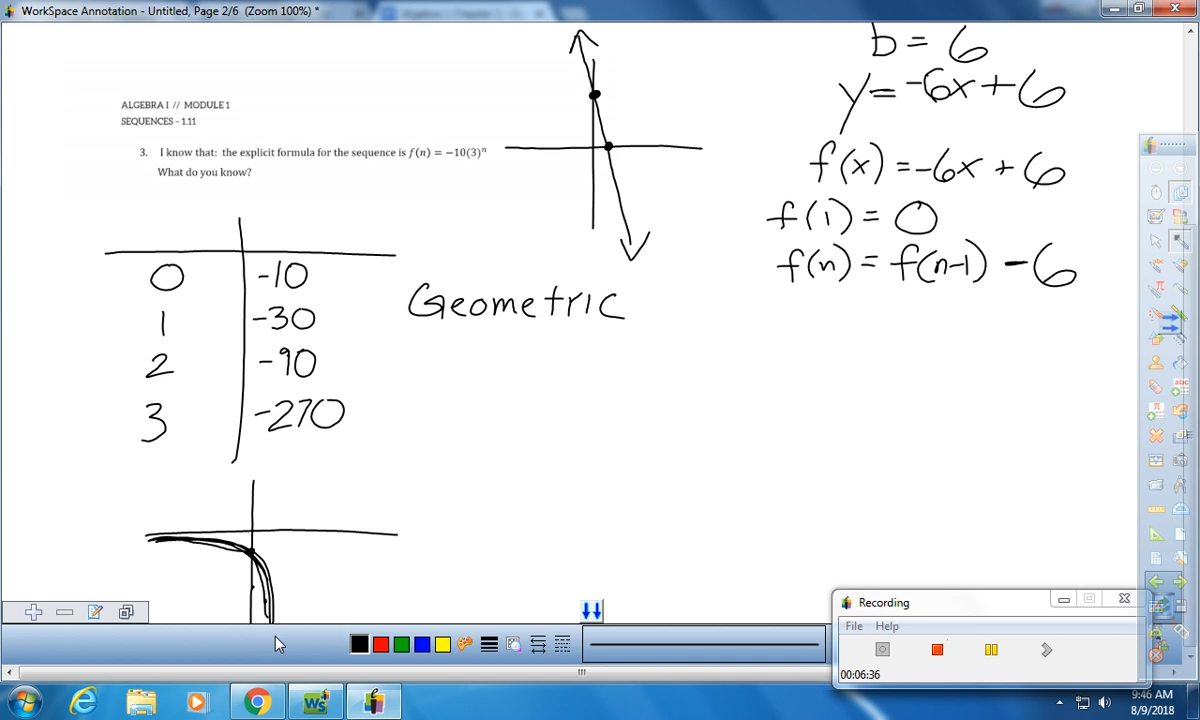 WorkSpace Annotation - Untitled, Page 2/6 (Zoom 100%) *
b = 6
y = -6x + 6
ALGEBRA I // MODULE 1
SEQUENCES – 1.11
3. I know that: the explicit formula for the sequence is f(n) = −10(3)ⁿ
What do you know?
f(x) = -6x + 6
f(1) = 0
f(n) = f(n-1) - 6
0 -10
1 -30
2 -90
3 -270
Geometric
Recording
File Help
00:06:36
9:46 AM
8/9/2018